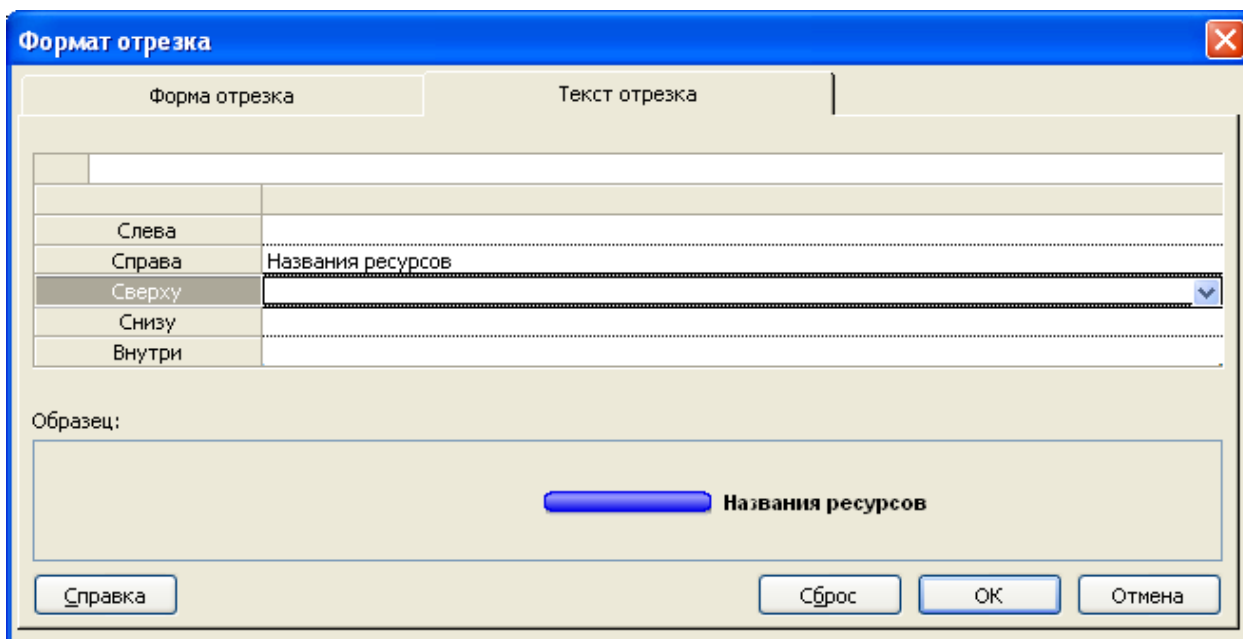 Формат отрезка
Форма отрезка Текст отрезка
Слева
Справа Названия ресурсов
Сверху
Снизу
Внутри
Образец:
Названия ресурсов
Справка Сброс ОК Отмена